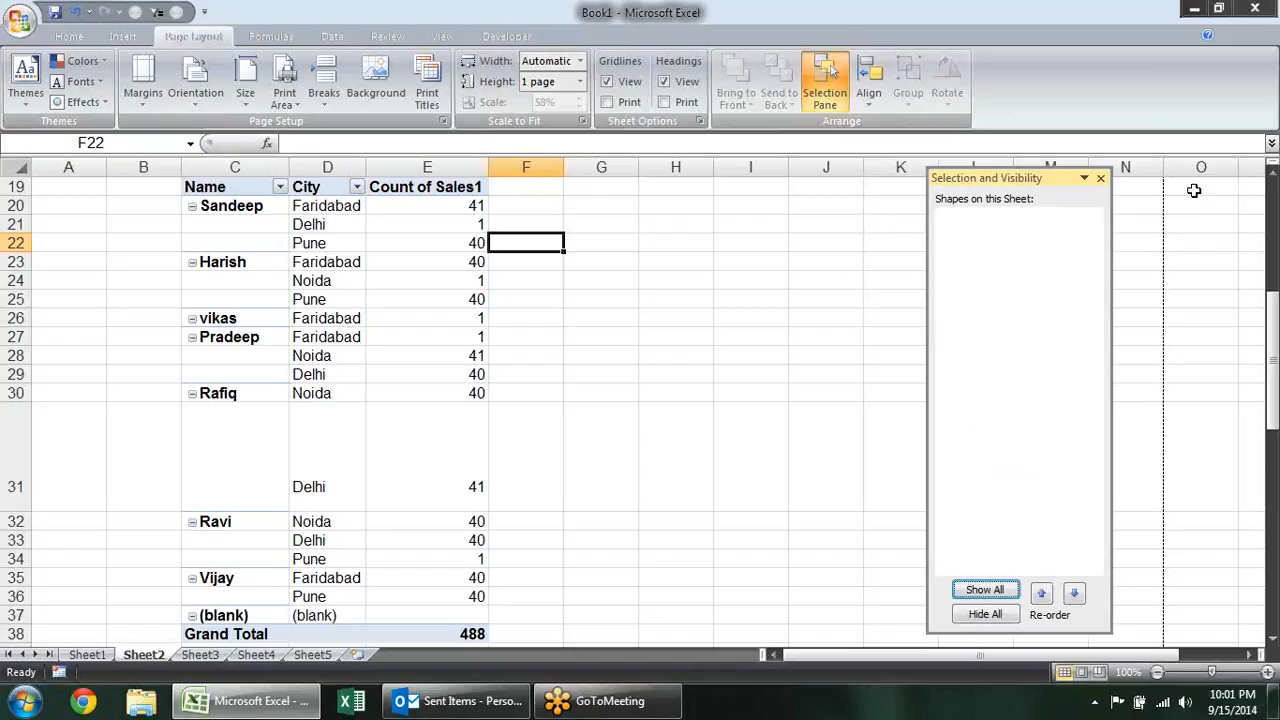 Book1 - Microsoft Excel
Home Insert Page Layout Formulas Data Review View Developer
Aa Themes Colors Fonts Effects Margins Orientation Size Print Area Breaks Background Print Titles Width: Automatic Height: 1 page Scale: 58% Gridlines View Print Headings View Print Bring to Front Send to Back Selection Pane Align Group Rotate
Themes Page Setup Scale to Fit Sheet Options Arrange
F22 fx
A B C D E F G H I J K N O
19 Name City Count of Sales1
20 Sandeep Faridabad 41
21 Delhi 1
22 Pune 40
23 Harish Faridabad 40
24 Noida 1
25 Pune 40
26 vikas Faridabad 1
27 Pradeep Faridabad 1
28 Noida 41
29 Delhi 40
30 Rafiq Noida 40
31 Delhi 41
32 Ravi Noida 40
33 Delhi 40
34 Pune 1
35 Vijay Faridabad 40
36 Pune 40
37 (blank) (blank)
38 Grand Total 488
Selection and Visibility
Shapes on this Sheet:
Show All
Hide All
Re-order
Sheet1 Sheet2 Sheet3 Sheet4 Sheet5
Ready 100%
Microsoft Excel - ... Sent Items - Perso... GoToMeeting
10:01 PM
9/15/2014